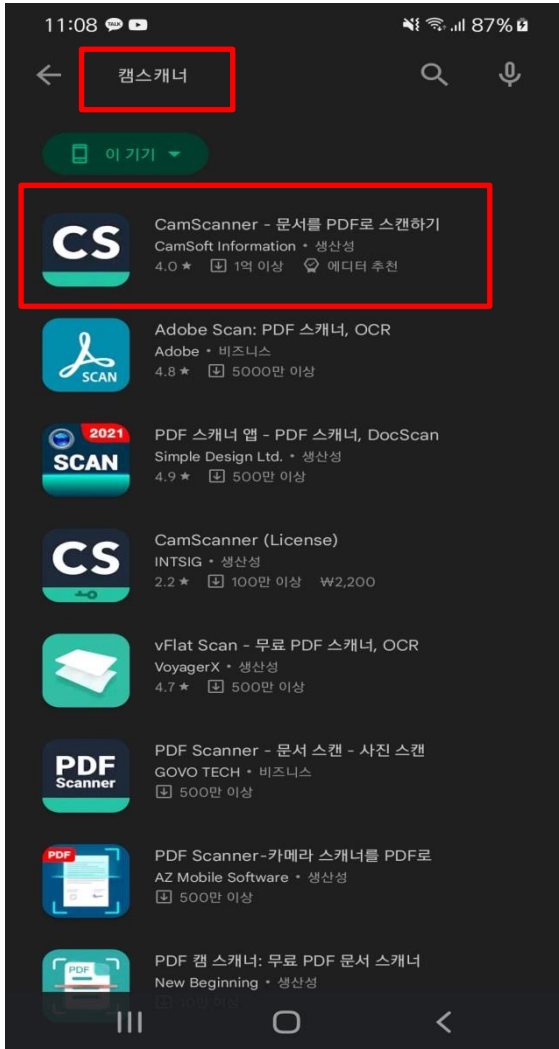 11:08 TALK 87%
캠스캐너
이 기기
CS
CamScanner - 문서를 PDF로 스캔하기
CamSoft Information • 생산성
4.0 ★ 1억 이상 에디터 추천
SCAN
Adobe Scan: PDF 스캐너, OCR
Adobe • 비즈니스
4.8 ★ 5000만 이상
2021
SCAN
PDF 스캐너 앱 - PDF 스캐너, DocScan
Simple Design Ltd. • 생산성
4.9 ★ 500만 이상
CS
CamScanner (License)
INTSIG • 생산성
2.2 ★ 100만 이상 ₩2,200
vFlat Scan - 무료 PDF 스캐너, OCR
VoyagerX • 생산성
4.7 ★ 500만 이상
PDF
Scanner
PDF Scanner - 문서 스캔 - 사진 스캔
GOVO TECH • 비즈니스
500만 이상
PDF
PDF Scanner-카메라 스캐너를 PDF로
AZ Mobile Software • 생산성
500만 이상
PDF
PDF 캠 스캐너: 무료 PDF 문서 스캐너
New Beginning • 생산성